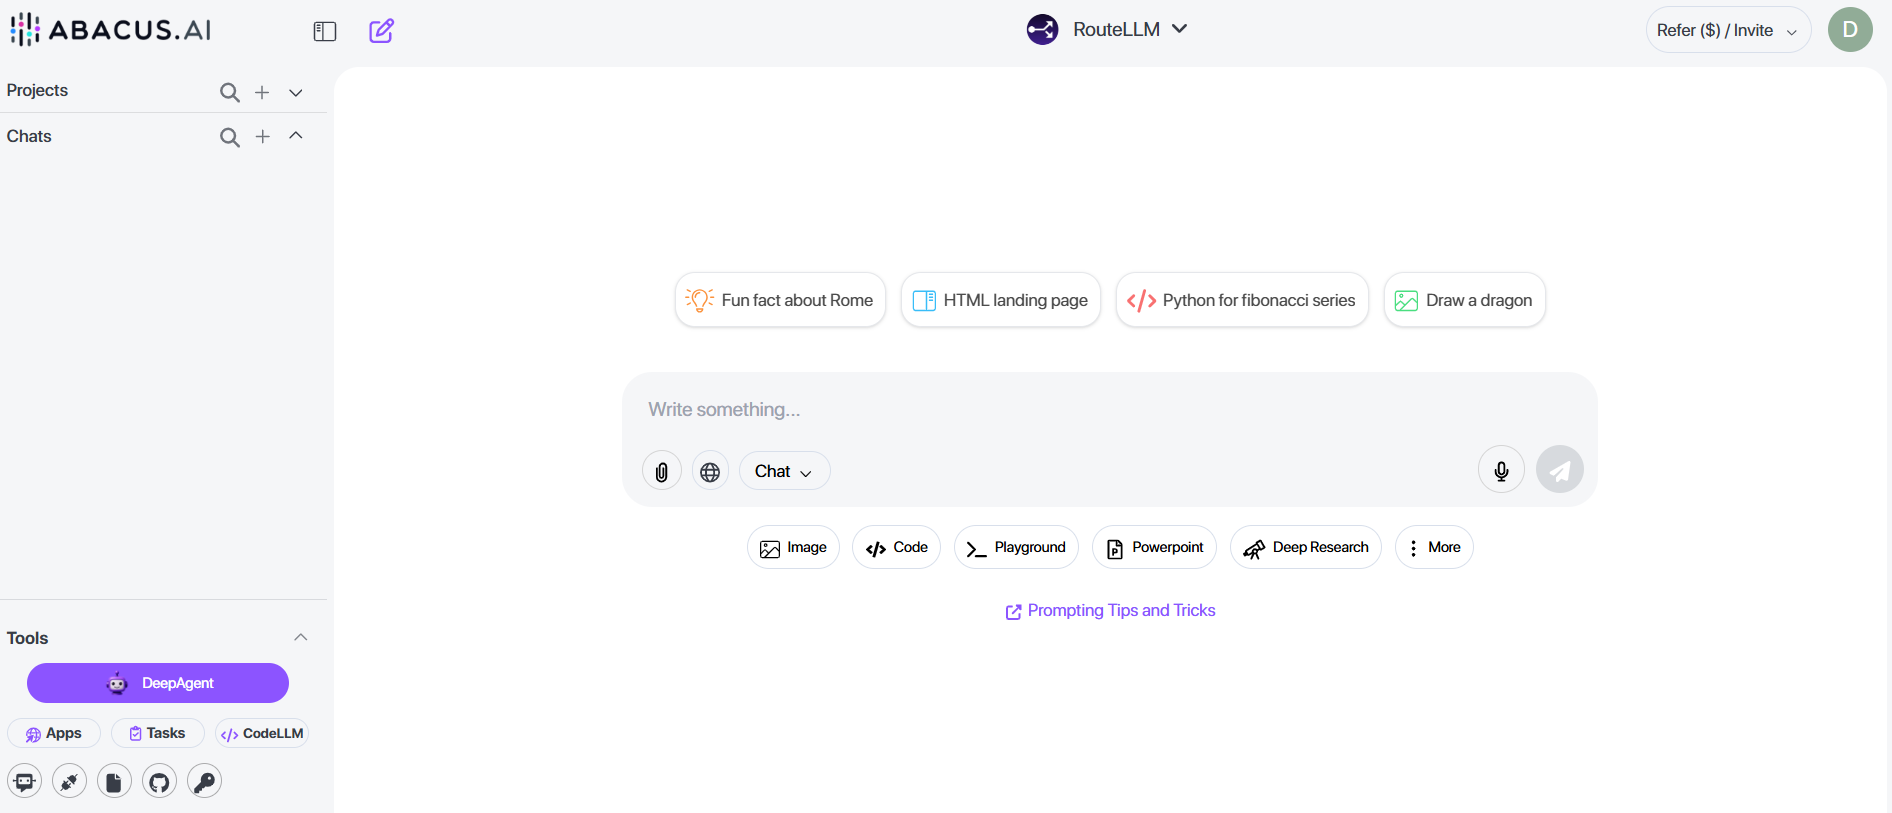 ABACUS.AI
RouteLLM
Refer ($) / Invite
D
Projects
Chats
Fun fact about Rome
HTML landing page
Python for fibonacci series
Draw a dragon
Write something...
Chat
Image
Code
Playground
Powerpoint
Deep Research
More
Prompting Tips and Tricks
Tools
DeepAgent
Apps
Tasks
CodeLLM